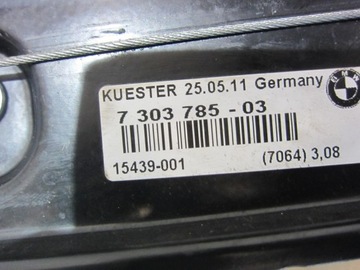 KUESTER 25.05.11 Germany
7 303 785 - 03
15439-001 (7064) 3,08